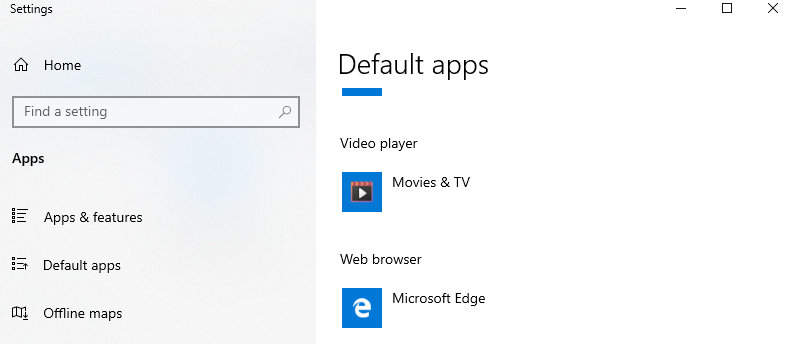 Settings
Home
Find a setting
Apps
Apps & features
Default apps
Offline maps
Default apps
Video player
Movies & TV
Web browser
Microsoft Edge